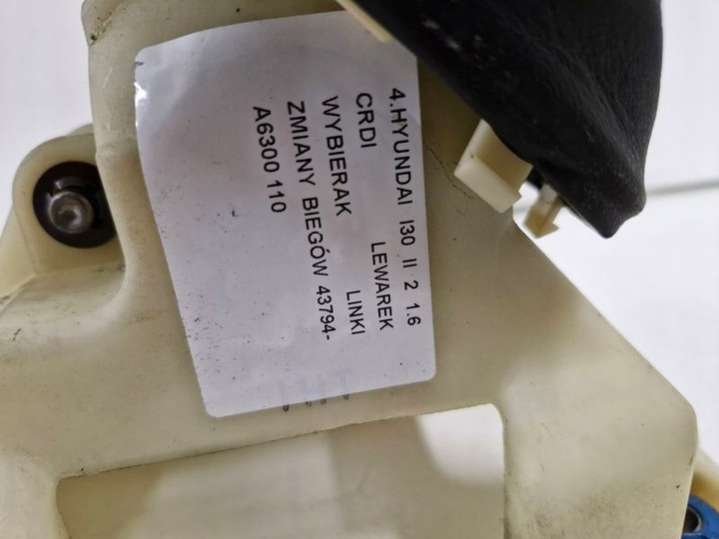 4.HYUNDAI I30 II 2 1.6
CRDI LEWAREK
WYBIERAK LINKI
ZMIANY BIEGÓW 43794-
A6300 110